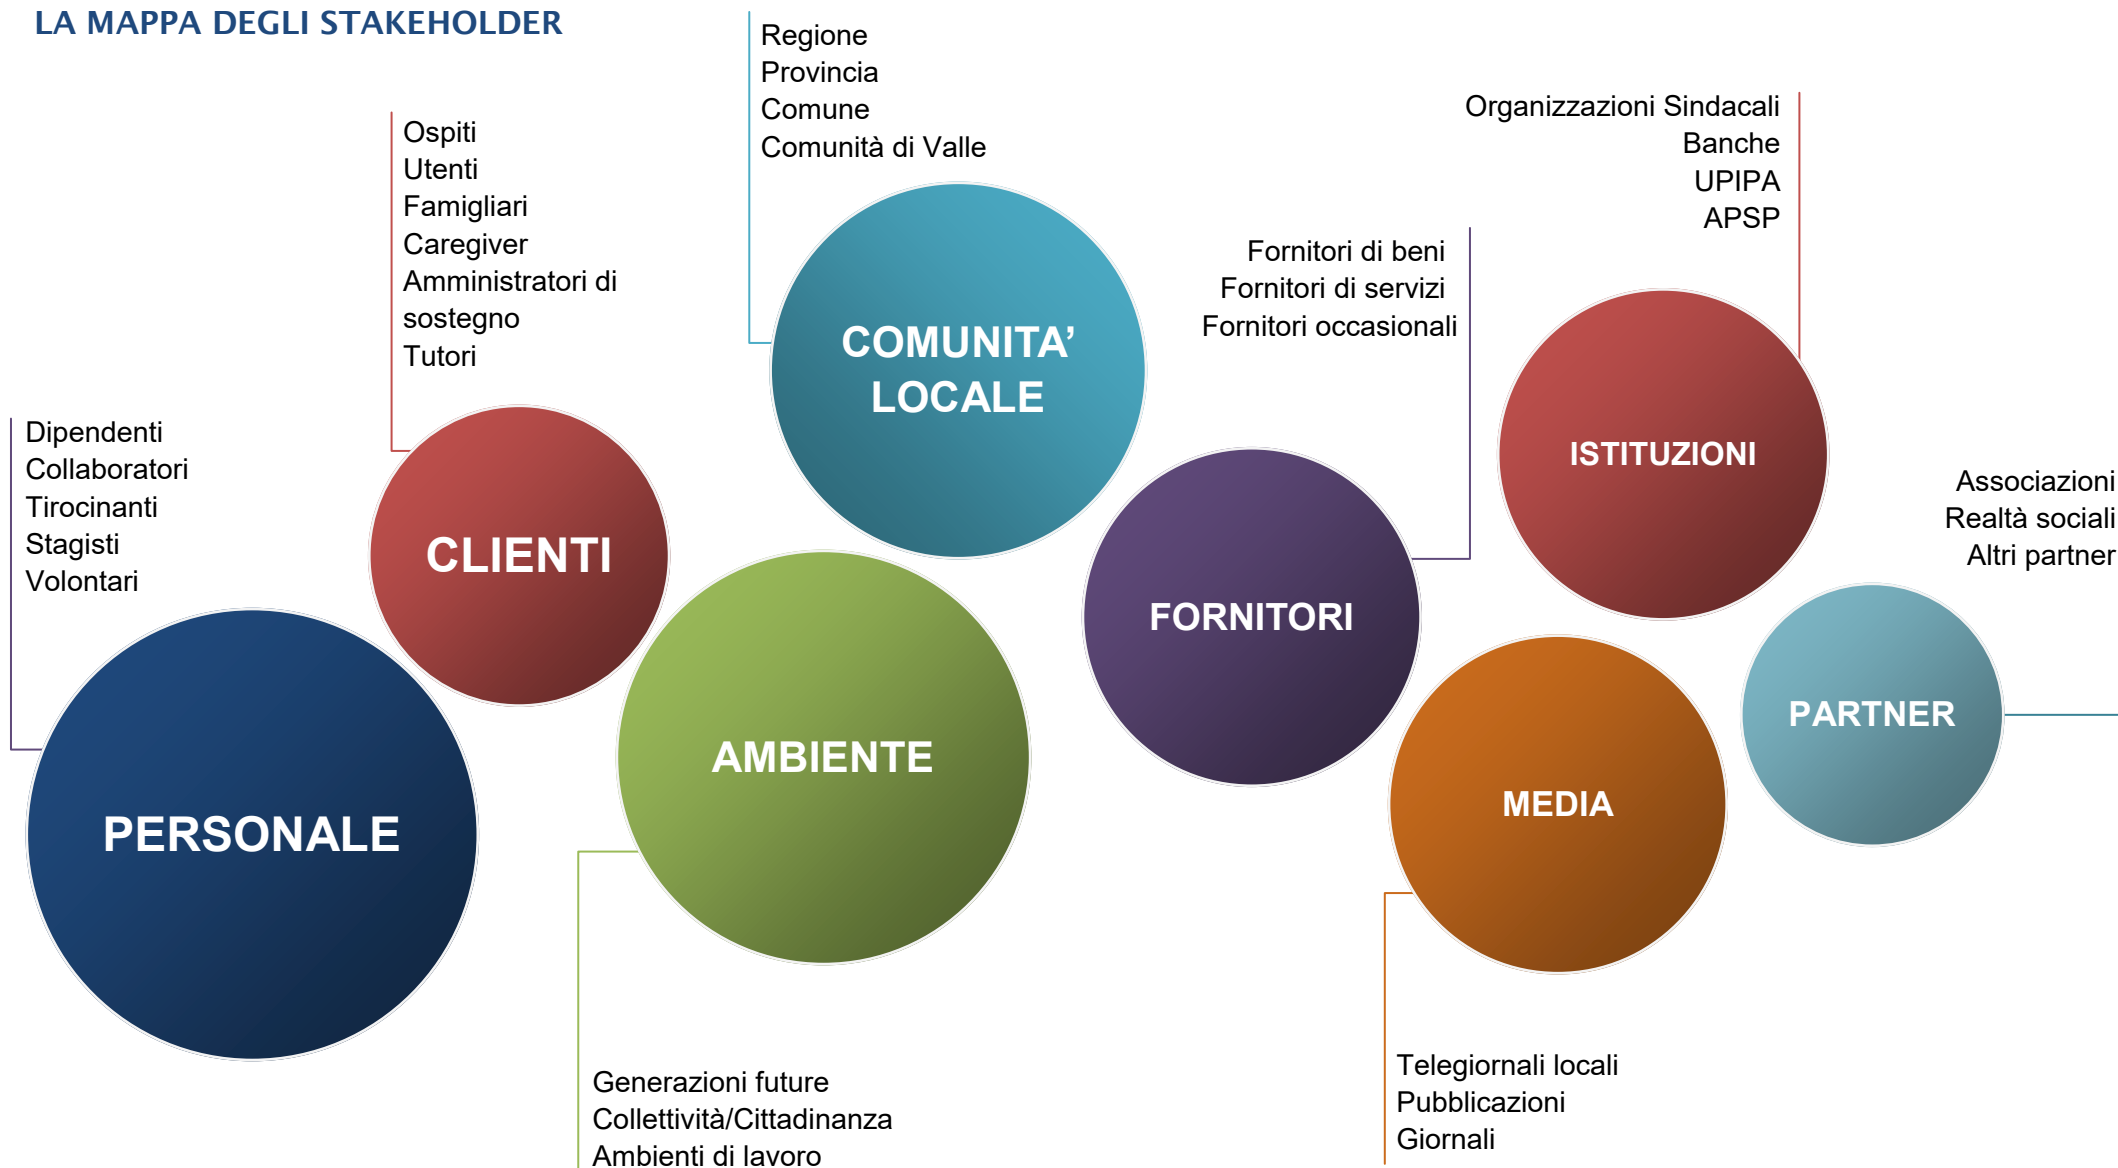 LA MAPPA DEGLI STAKEHOLDER
Dipendenti
Collaboratori
Tirocinanti
Stagisti
Volontari
PERSONALE
Ospiti
Utenti
Famigliari
Caregiver
Amministratori di
sostegno
Tutori
CLIENTI
Regione
Provincia
Comune
Comunità di Valle
COMUNITA’
LOCALE
AMBIENTE
Generazioni future
Collettività/Cittadinanza
Ambienti di lavoro
Fornitori di beni
Fornitori di servizi
Fornitori occasionali
FORNITORI
Organizzazioni Sindacali
Banche
UPIPA
APSP
ISTITUZIONI
MEDIA
Telegiornali locali
Pubblicazioni
Giornali
Associazioni
Realtà sociali
Altri partner
PARTNER